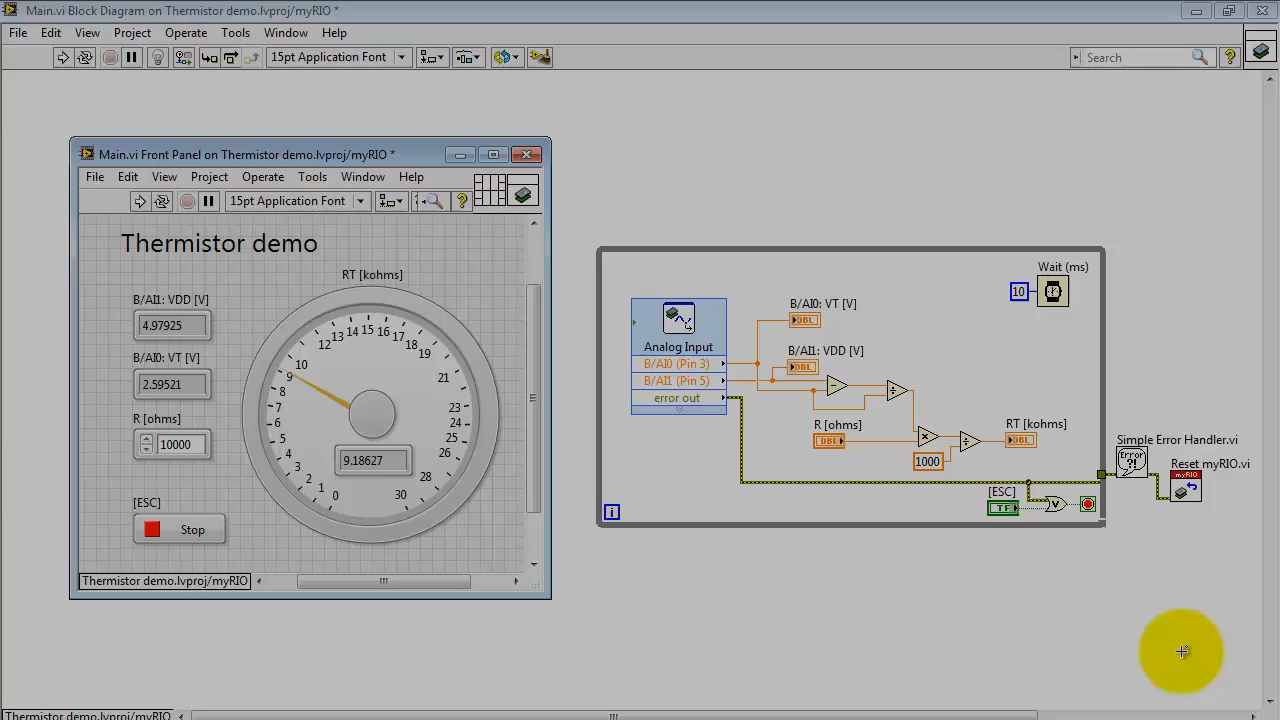 Main.vi Block Diagram on Thermistor demo.lvproj/myRIO *
File Edit View Project Operate Tools Window Help
15pt Application Font
Search
?
Main.vi Front Panel on Thermistor demo.lvproj/myRIO *
File Edit View Project Operate Tools Window Help
15pt Application Font
?
Thermistor demo
B/AI1: VDD [V]
4.97925
B/AI0: VT [V]
2.59521
R [ohms]
10000
[ESC]
Stop
RT [kohms]
0 1 2 3 4 5 6 7 8 9 10 12 13 14 15 16 17 18 19 21 23 24 25 26 28 30
9.18627
Thermistor demo.lvproj/myRIO
Wait (ms)
10
Analog Input
B/AI0 (Pin 3)
B/AI1 (Pin 5)
error out
B/AI0: VT [V]
DBL
B/AI1: VDD [V]
DBL
R [ohms]
DBL
1000
RT [kohms]
DBL
[ESC]
TF
i
Simple Error Handler.vi
Error
?!
Reset myRIO.vi
myRIO
Thermistor demo.lvproj/myRIO